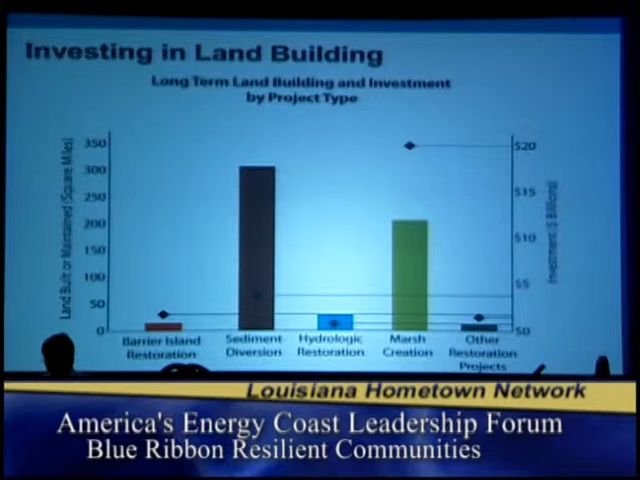 Investing in Land Building
Long Term Land Building and Investment
by Project Type
Land Built or Maintained (Square Miles)
350
300
250
200
150
100
50
0
$20
$15
$10
$5
$0
Investment ($ Billions)
Barrier Island
Restoration
Sediment
Diversion
Hydrologic
Restoration
Marsh
Creation
Other
Restoration
Projects
Louisiana Hometown Network
America's Energy Coast Leadership Forum
Blue Ribbon Resilient Communities